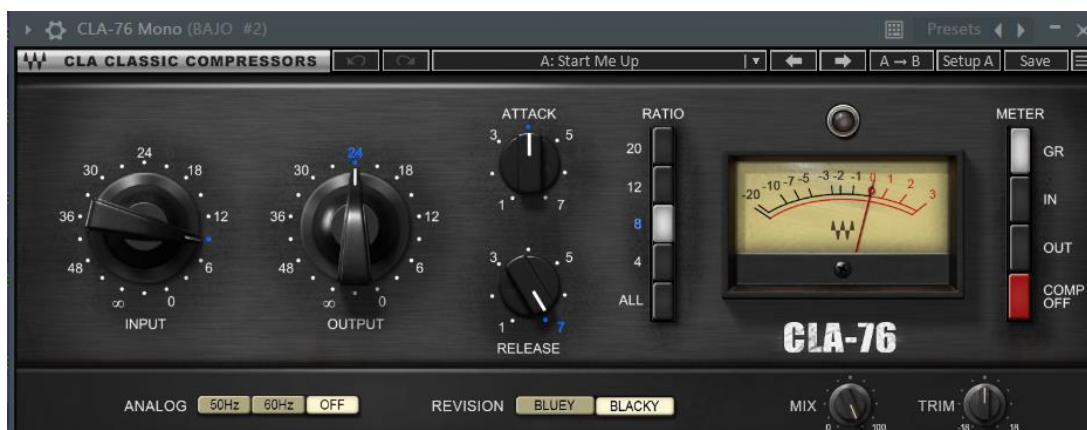 CLA-76 Mono (BAJO #2) Presets
CLA CLASSIC COMPRESSORS A: Start Me Up A → B Setup A Save
ATTACK RATIO METER
24 24 3 5 20 GR
30 18 30 18 1 7 12 IN
36 12 36 12 8 OUT
48 6 48 6 3 5 4 COMP OFF
∞ 0 ∞ 0 1 7 ALL
INPUT OUTPUT RELEASE
-20 -10 -7 -5 -3 -2 -1 0 1 2 3
CLA-76
ANALOG 50Hz 60Hz OFF REVISION BLUEY BLACKY MIX TRIM
0 100 -18 18